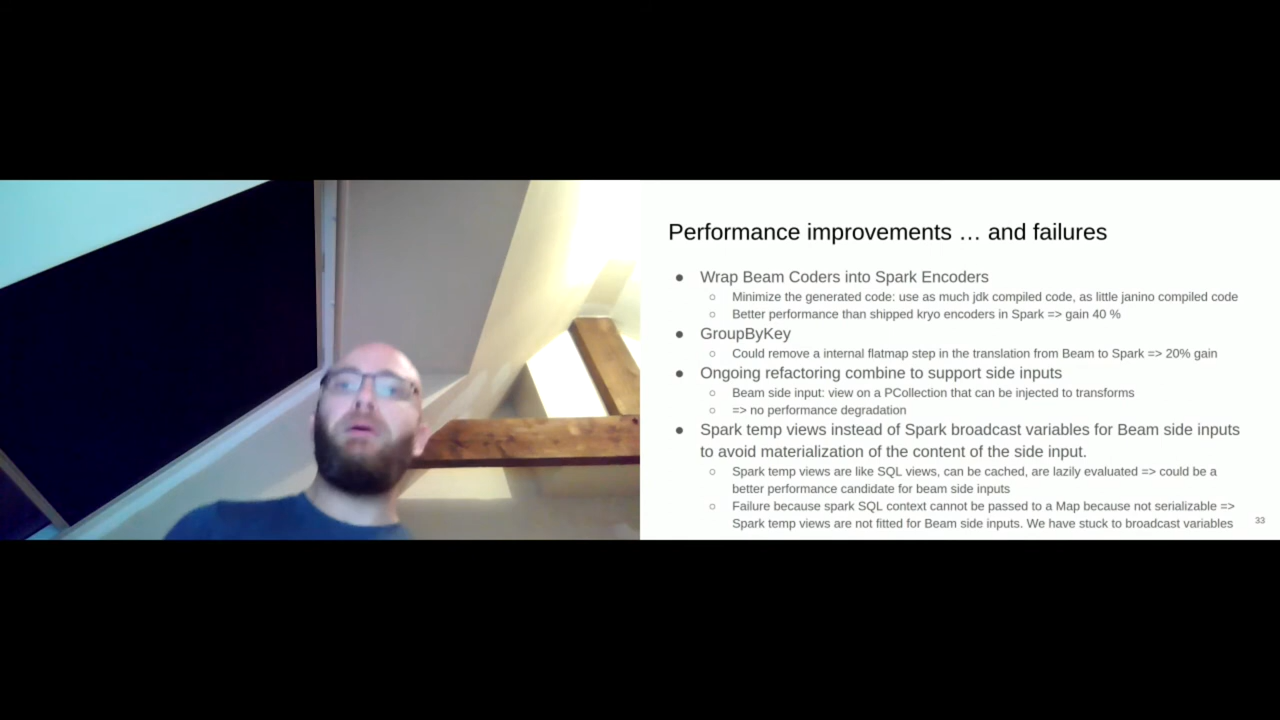 Performance improvements … and failures
● Wrap Beam Coders into Spark Encoders
○ Minimize the generated code: use as much jdk compiled code, as little janino compiled code
○ Better performance than shipped kryo encoders in Spark => gain 40 %
● GroupByKey
○ Could remove a internal flatmap step in the translation from Beam to Spark => 20% gain
● Ongoing refactoring combine to support side inputs
○ Beam side input: view on a PCollection that can be injected to transforms
○ => no performance degradation
● Spark temp views instead of Spark broadcast variables for Beam side inputs
to avoid materialization of the content of the side input.
○ Spark temp views are like SQL views, can be cached, are lazily evaluated => could be a
better performance candidate for beam side inputs
○ Failure because spark SQL context cannot be passed to a Map because not serializable =>
Spark temp views are not fitted for Beam side inputs. We have stuck to broadcast variables
33